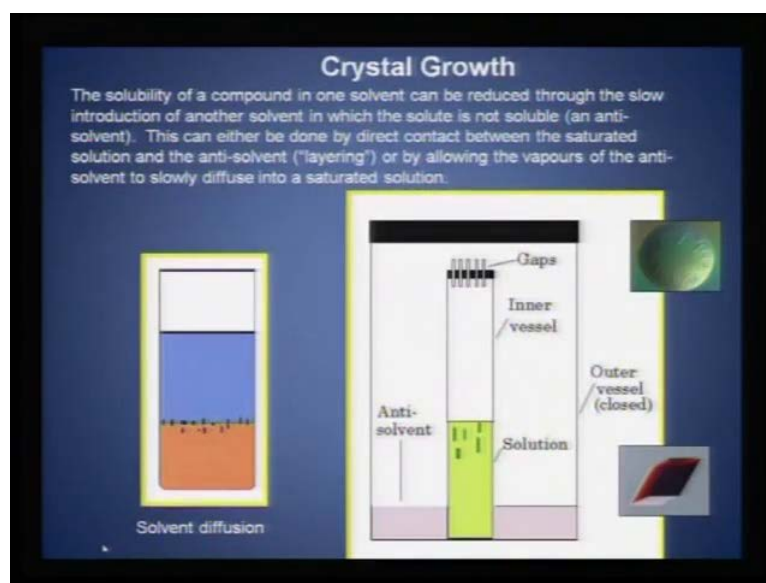 Crystal Growth
The solubility of a compound in one solvent can be reduced through the slow
introduction of another solvent in which the solute is not soluble (an anti-
solvent). This can either be done by direct contact between the saturated
solution and the anti-solvent ("layering") or by allowing the vapours of the anti-
solvent to slowly diffuse into a saturated solution.
Gaps
Inner
vessel
Outer
vessel
(closed)
Anti-
solvent
Solution
Solvent diffusion